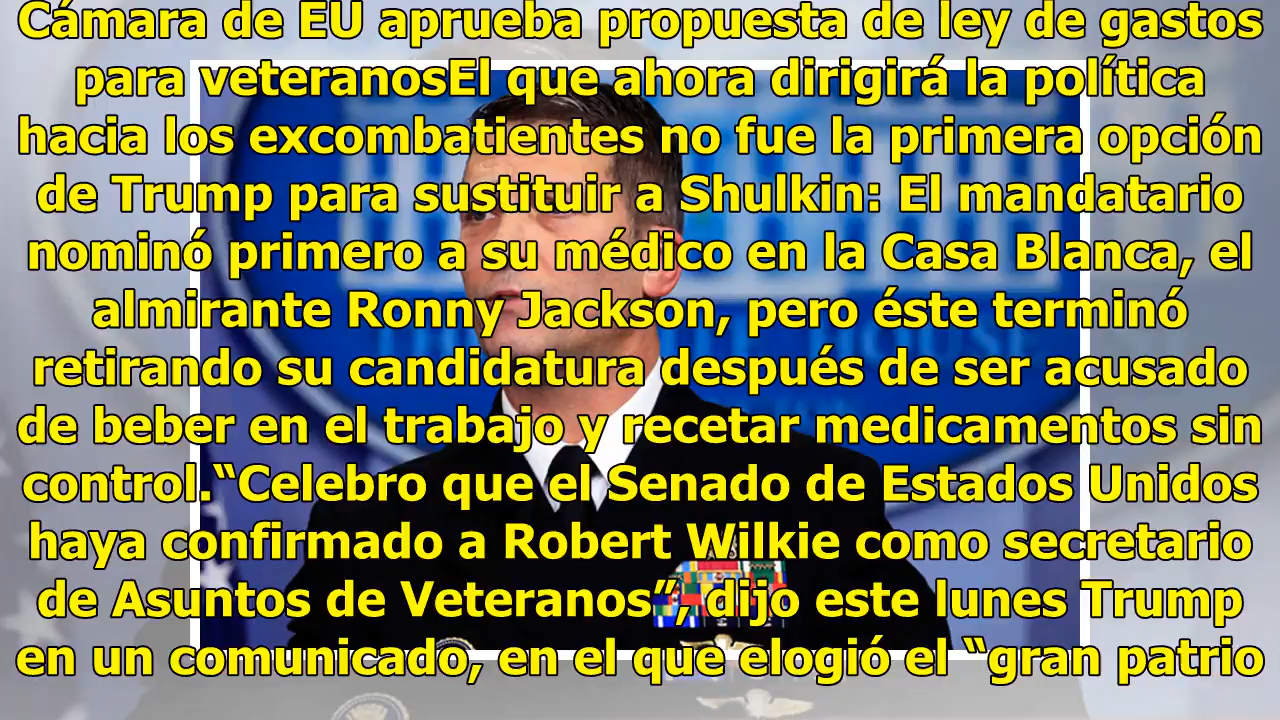 Cámara de EU aprueba propuesta de ley de gastos
para veteranosEl que ahora dirigirá la política
hacia los excombatientes no fue la primera opción
de Trump para sustituir a Shulkin: El mandatario
nominó primero a su médico en la Casa Blanca, el
almirante Ronny Jackson, pero éste terminó
retirando su candidatura después de ser acusado
de beber en el trabajo y recetar medicamentos sin
control.“Celebro que el Senado de Estados Unidos
haya confirmado a Robert Wilkie como secretario
de Asuntos de Veteranos”, dijo este lunes Trump
en un comunicado, en el que elogió el “gran patrio